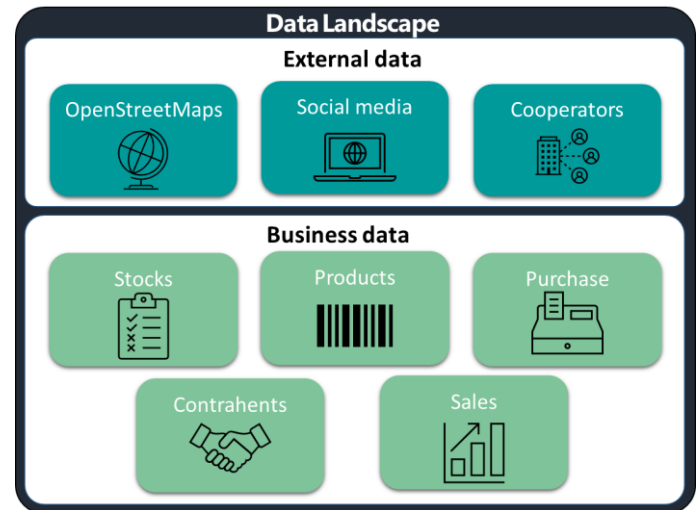 Data Landscape
External data
OpenStreetMaps
Social media
Cooperators
Business data
Stocks
Products
Purchase
Contrahents
Sales